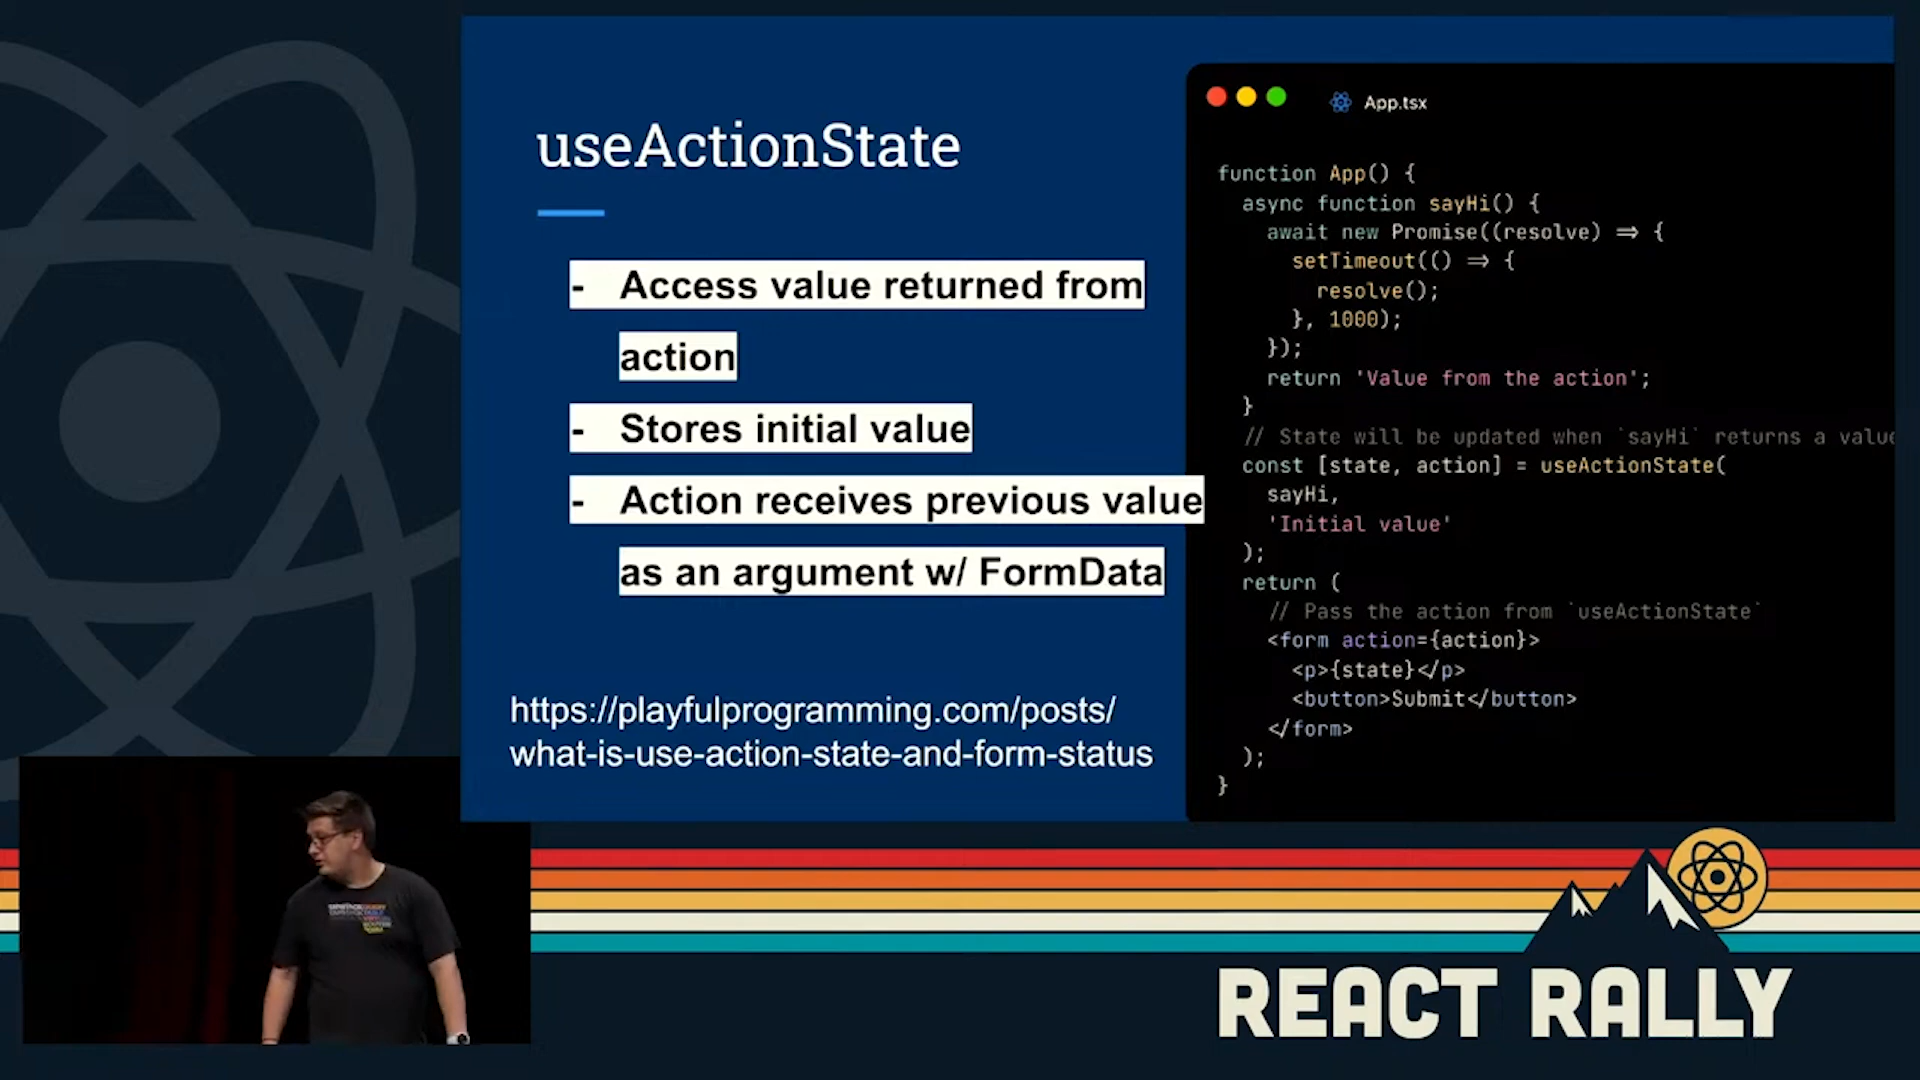 useActionState
- Access value returned from
action
- Stores initial value
- Action receives previous value
as an argument w/ FormData
https://playfulprogramming.com/posts/
what-is-use-action-state-and-form-status
App.tsx
function App() {
async function sayHi() {
await new Promise((resolve) => {
setTimeout(() => {
resolve();
}, 1000);
});
return 'Value from the action';
}
// State will be updated when `sayHi` returns a value
const [state, action] = useActionState(
sayHi,
'Initial value'
);
return (
// Pass the action from `useActionState`
<form action={action}>
<p>{state}</p>
<button>Submit</button>
</form>
);
}
REACT RALLY